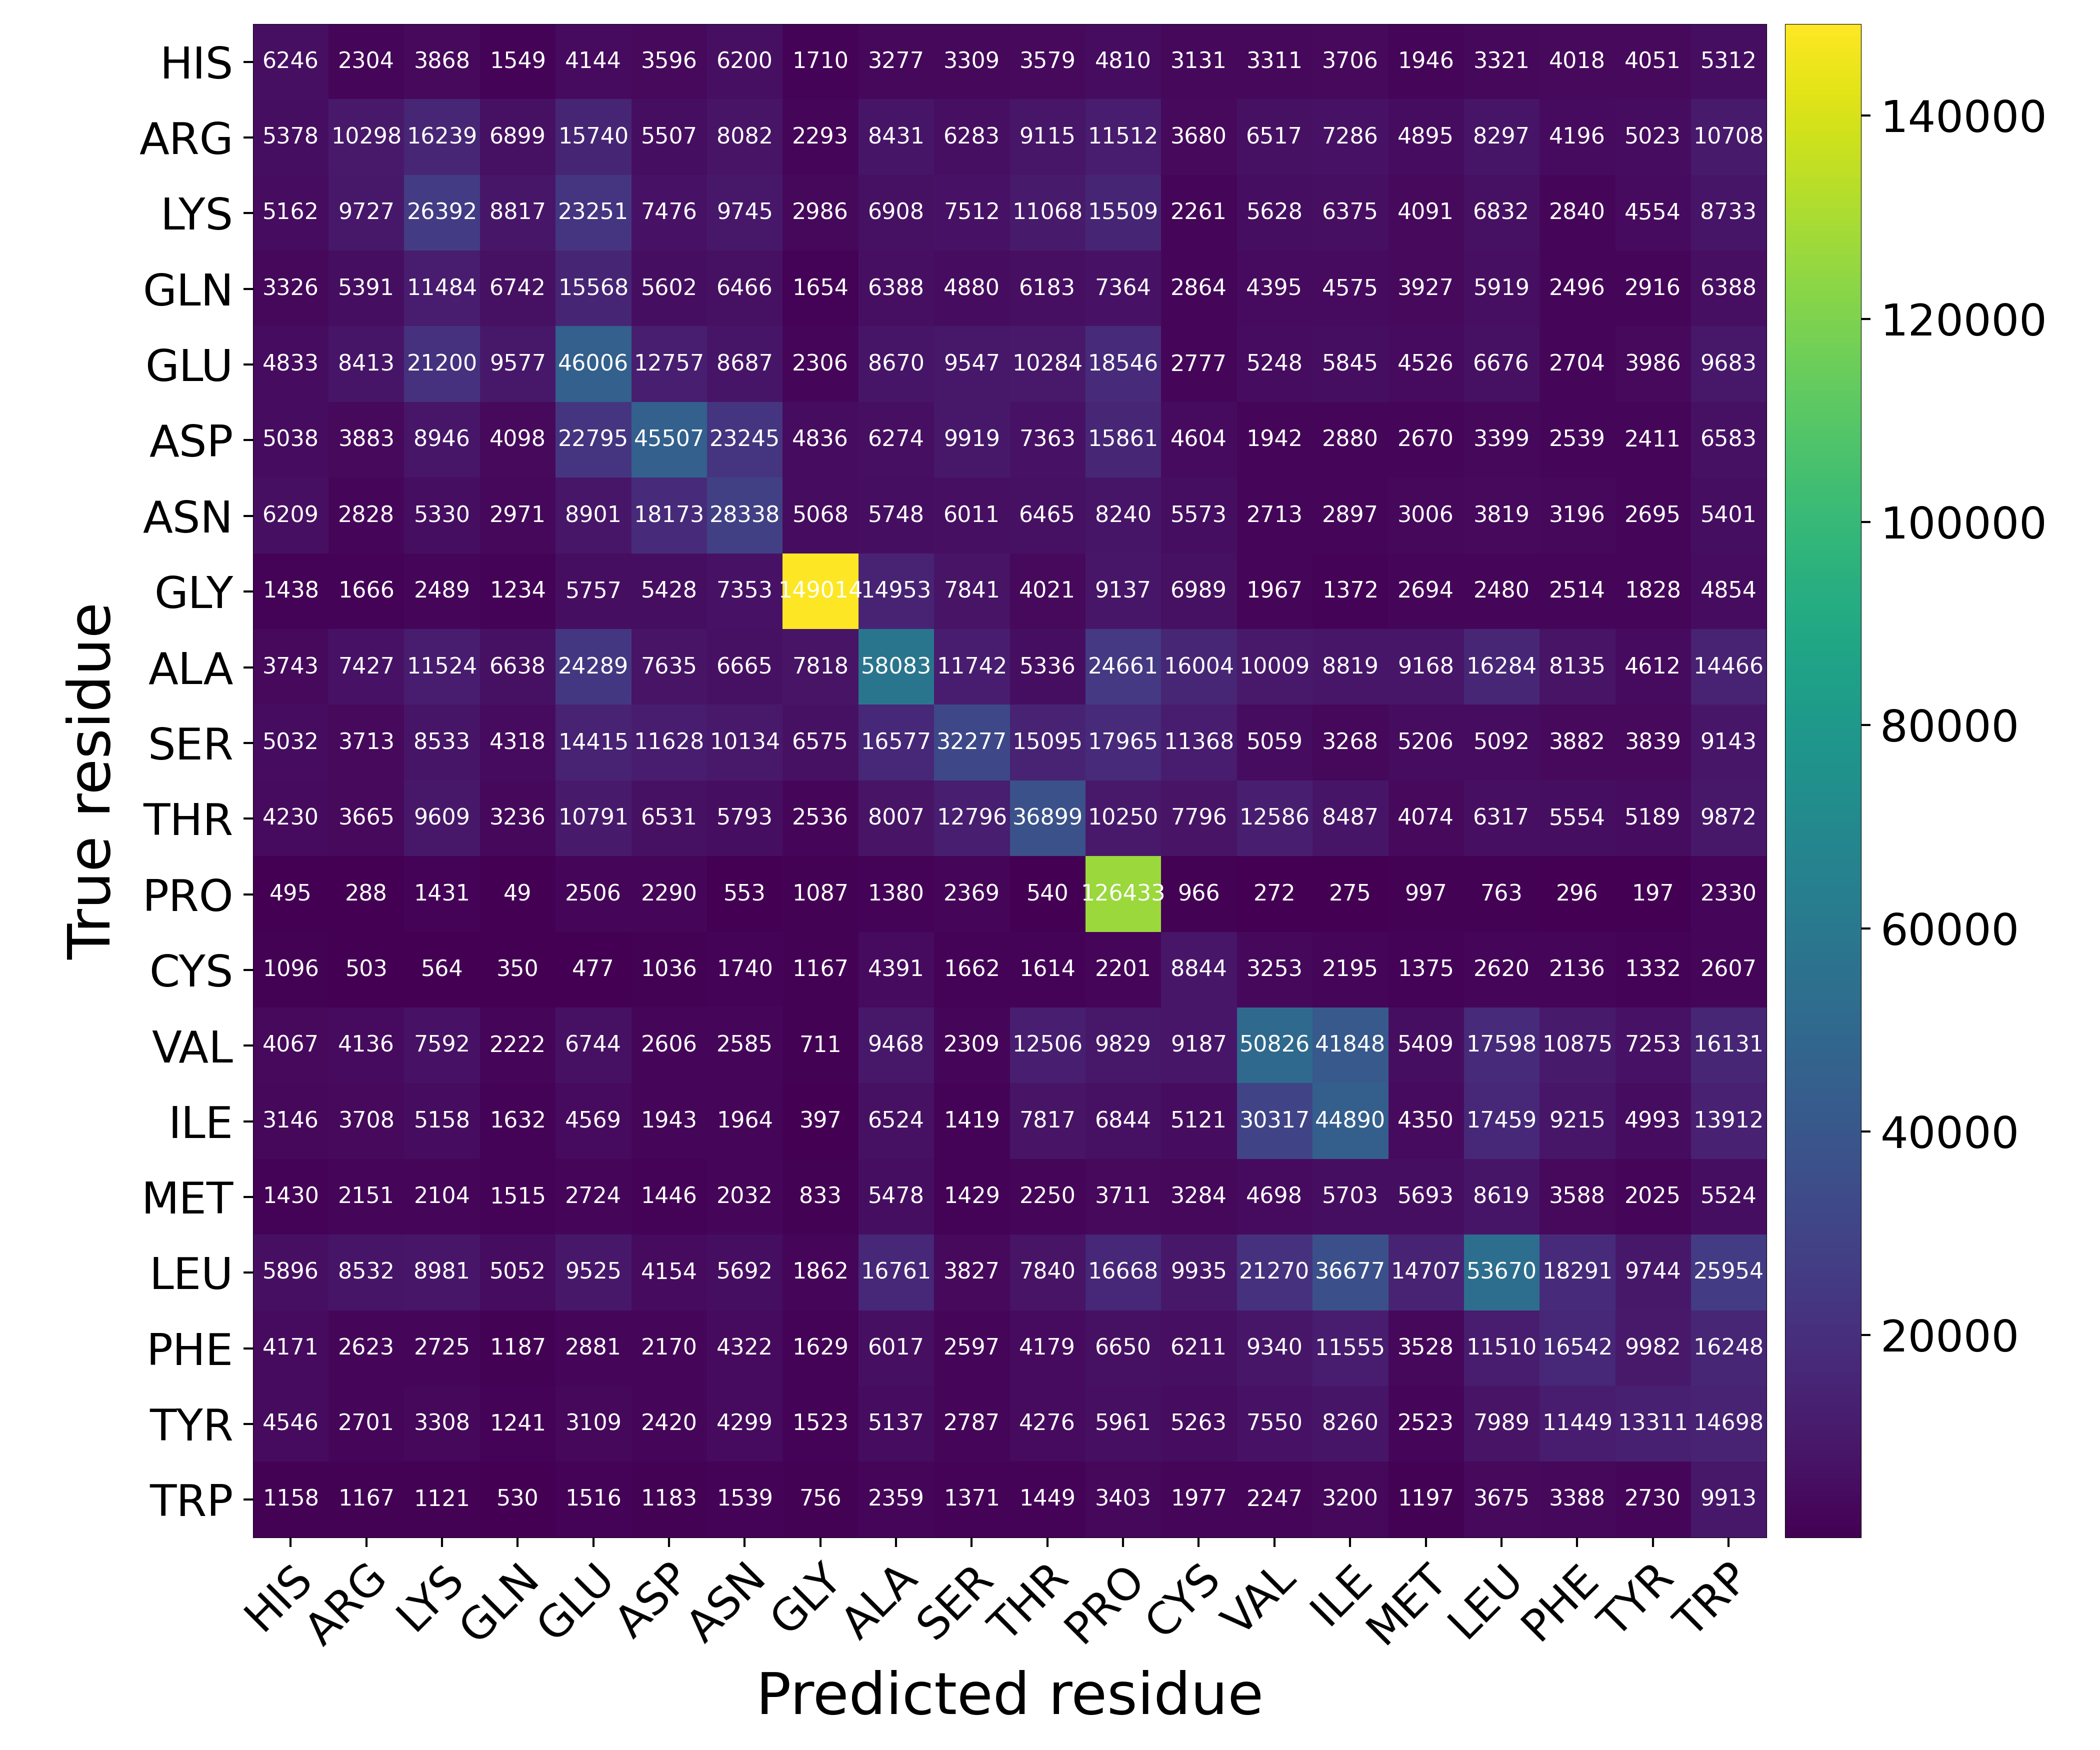 HIS 6246 2304 3868 1549 4144 3596 6200 1710 3277 3309 3579 4810 3131 3311 3706 1946 3321 4018 4051 5312
ARG 5378 10298 16239 6899 15740 5507 8082 2293 8431 6283 9115 11512 3680 6517 7286 4895 8297 4196 5023 10708
LYS 5162 9727 26392 8817 23251 7476 9745 2986 6908 7512 11068 15509 2261 5628 6375 4091 6832 2840 4554 8733
GLN 3326 5391 11484 6742 15568 5602 6466 1654 6388 4880 6183 7364 2864 4395 4575 3927 5919 2496 2916 6388
GLU 4833 8413 21200 9577 46006 12757 8687 2306 8670 9547 10284 18546 2777 5248 5845 4526 6676 2704 3986 9683
ASP 5038 3883 8946 4098 22795 45507 23245 4836 6274 9919 7363 15861 4604 1942 2880 2670 3399 2539 2411 6583
ASN 6209 2828 5330 2971 8901 18173 28338 5068 5748 6011 6465 8240 5573 2713 2897 3006 3819 3196 2695 5401
GLY 1438 1666 2489 1234 5757 5428 7353 149014 14953 7841 4021 9137 6989 1967 1372 2694 2480 2514 1828 4854
ALA 3743 7427 11524 6638 24289 7635 6665 7818 58083 11742 5336 24661 16004 10009 8819 9168 16284 8135 4612 14466
SER 5032 3713 8533 4318 14415 11628 10134 6575 16577 32277 15095 17965 11368 5059 3268 5206 5092 3882 3839 9143
THR 4230 3665 9609 3236 10791 6531 5793 2536 8007 12796 36899 10250 7796 12586 8487 4074 6317 5554 5189 9872
PRO 495 288 1431 49 2506 2290 553 1087 1380 2369 540 126433 966 272 275 997 763 296 197 2330
CYS 1096 503 564 350 477 1036 1740 1167 4391 1662 1614 2201 8844 3253 2195 1375 2620 2136 1332 2607
VAL 4067 4136 7592 2222 6744 2606 2585 711 9468 2309 12506 9829 9187 50826 41848 5409 17598 10875 7253 16131
ILE 3146 3708 5158 1632 4569 1943 1964 397 6524 1419 7817 6844 5121 30317 44890 4350 17459 9215 4993 13912
MET 1430 2151 2104 1515 2724 1446 2032 833 5478 1429 2250 3711 3284 4698 5703 5693 8619 3588 2025 5524
LEU 5896 8532 8981 5052 9525 4154 5692 1862 16761 3827 7840 16668 9935 21270 36677 14707 53670 18291 9744 25954
PHE 4171 2623 2725 1187 2881 2170 4322 1629 6017 2597 4179 6650 6211 9340 11555 3528 11510 16542 9982 16248
TYR 4546 2701 3308 1241 3109 2420 4299 1523 5137 2787 4276 5961 5263 7550 8260 2523 7989 11449 13311 14698
TRP 1158 1167 1121 530 1516 1183 1539 756 2359 1371 1449 3403 1977 2247 3200 1197 3675 3388 2730 9913
HIS ARG LYS GLN GLU ASP ASN GLY ALA SER THR PRO CYS VAL ILE MET LEU PHE TYR TRP
Predicted residue
True residue
140000
120000
100000
80000
60000
40000
20000